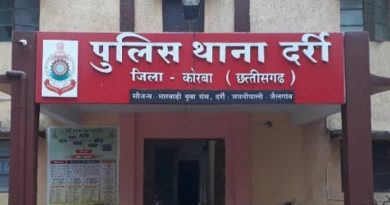 पुलिस थाना दर्री
जिला - कोरबा ( छत्तीसगढ़ )
सौजन्य - मारवाड़ी युवा मंच, दर्री - जमनीपाली - जैलगांव